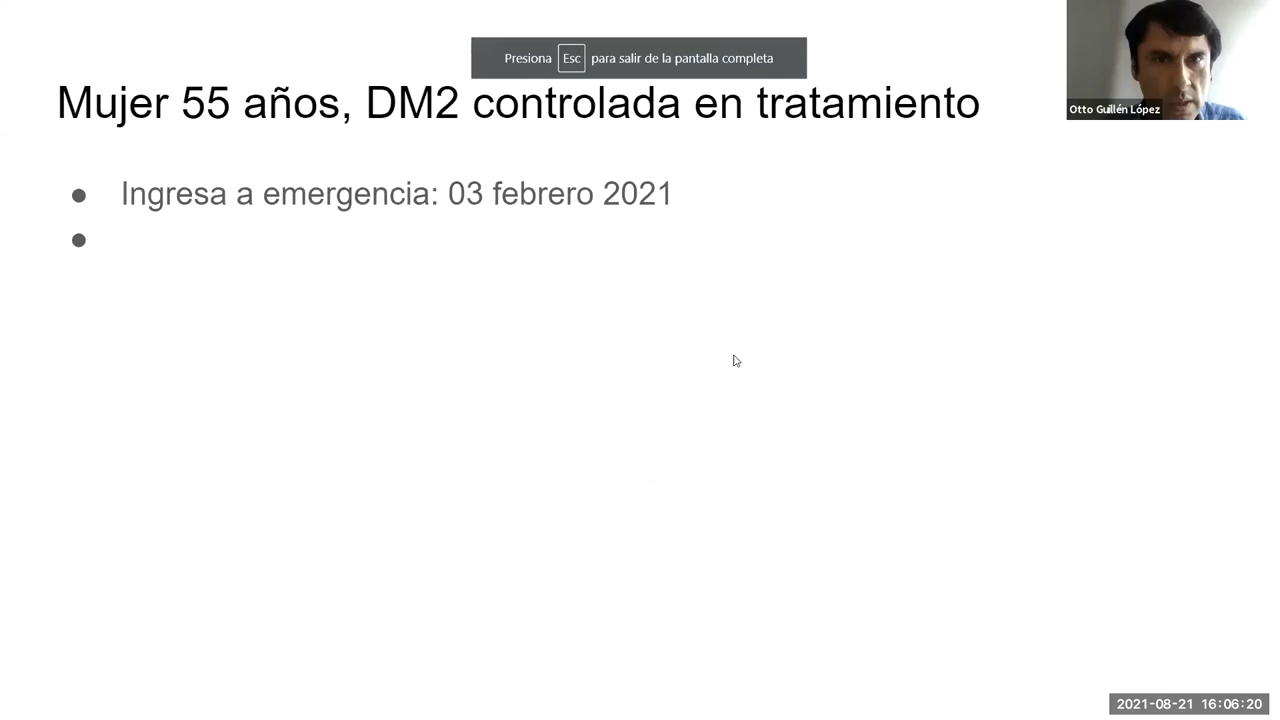 Presiona Esc para salir de la pantalla completa
Mujer 55 años, DM2 controlada en tratamiento
Otto Guillén López
● Ingresa a emergencia: 03 febrero 2021
●
2021-08-21 16:06:20